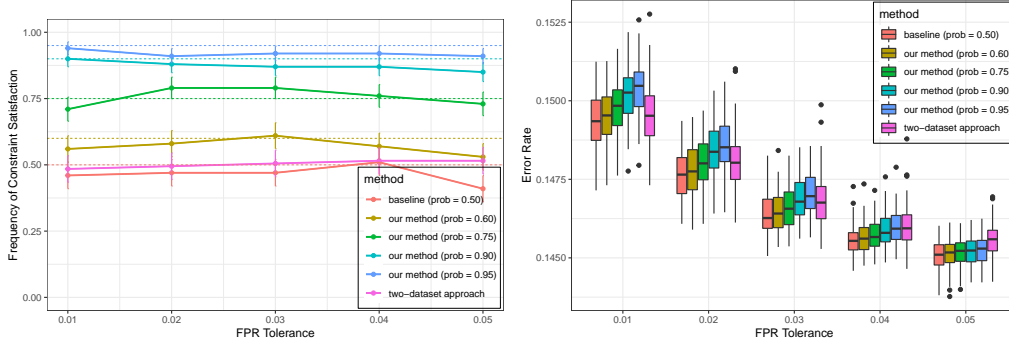 1.00
0.75
0.50
0.25
0.00
Frequency of Constraint Satisfaction
0.01
0.02
0.03
0.04
0.05
FPR Tolerance
method
baseline (prob = 0.50)
our method (prob = 0.60)
our method (prob = 0.75)
our method (prob = 0.90)
our method (prob = 0.95)
two−dataset approach
0.1525
0.1500
0.1475
0.1450
Error Rate
0.01
0.02
0.03
0.04
0.05
FPR Tolerance
method
baseline (prob = 0.50)
our method (prob = 0.60
our method (prob = 0.75
our method (prob = 0.90
our method (prob = 0.95
two−dataset approach